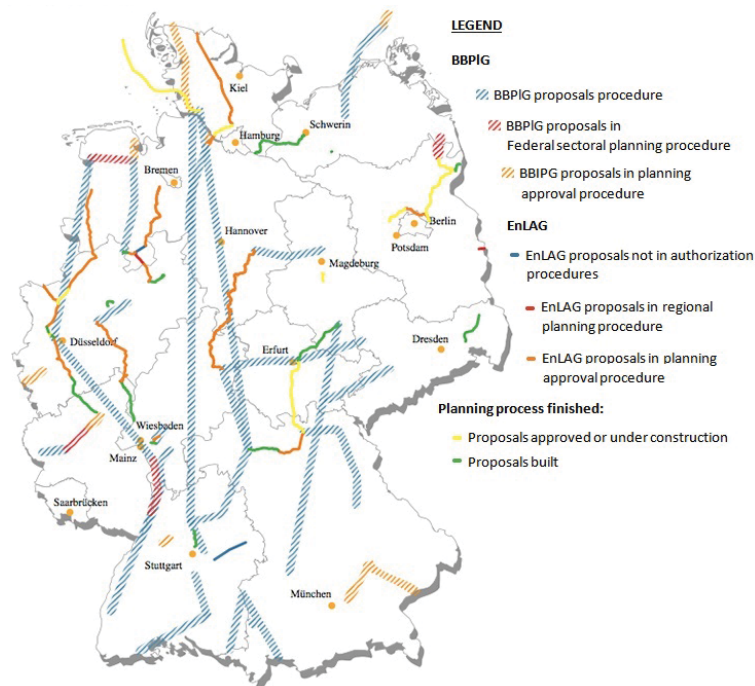 LEGEND
BBPlG
BBPlG proposals procedure
BBPlG proposals in
Federal sectoral planning procedure
BBIPG proposals in planning
approval procedure
EnLAG
EnLAG proposals not in authorization
procedures
EnLAG proposals in regional
planning procedure
EnLAG proposals in planning
approval procedure
Planning process finished:
Proposals approved or under construction
Proposals built
Kiel
Schwerin
Hamburg
Bremen
Berlin
Hannover
Potsdam
Magdeburg
Düsseldorf
Erfurt
Dresden
Wiesbaden
Mainz
Saarbrücken
Stuttgart
München